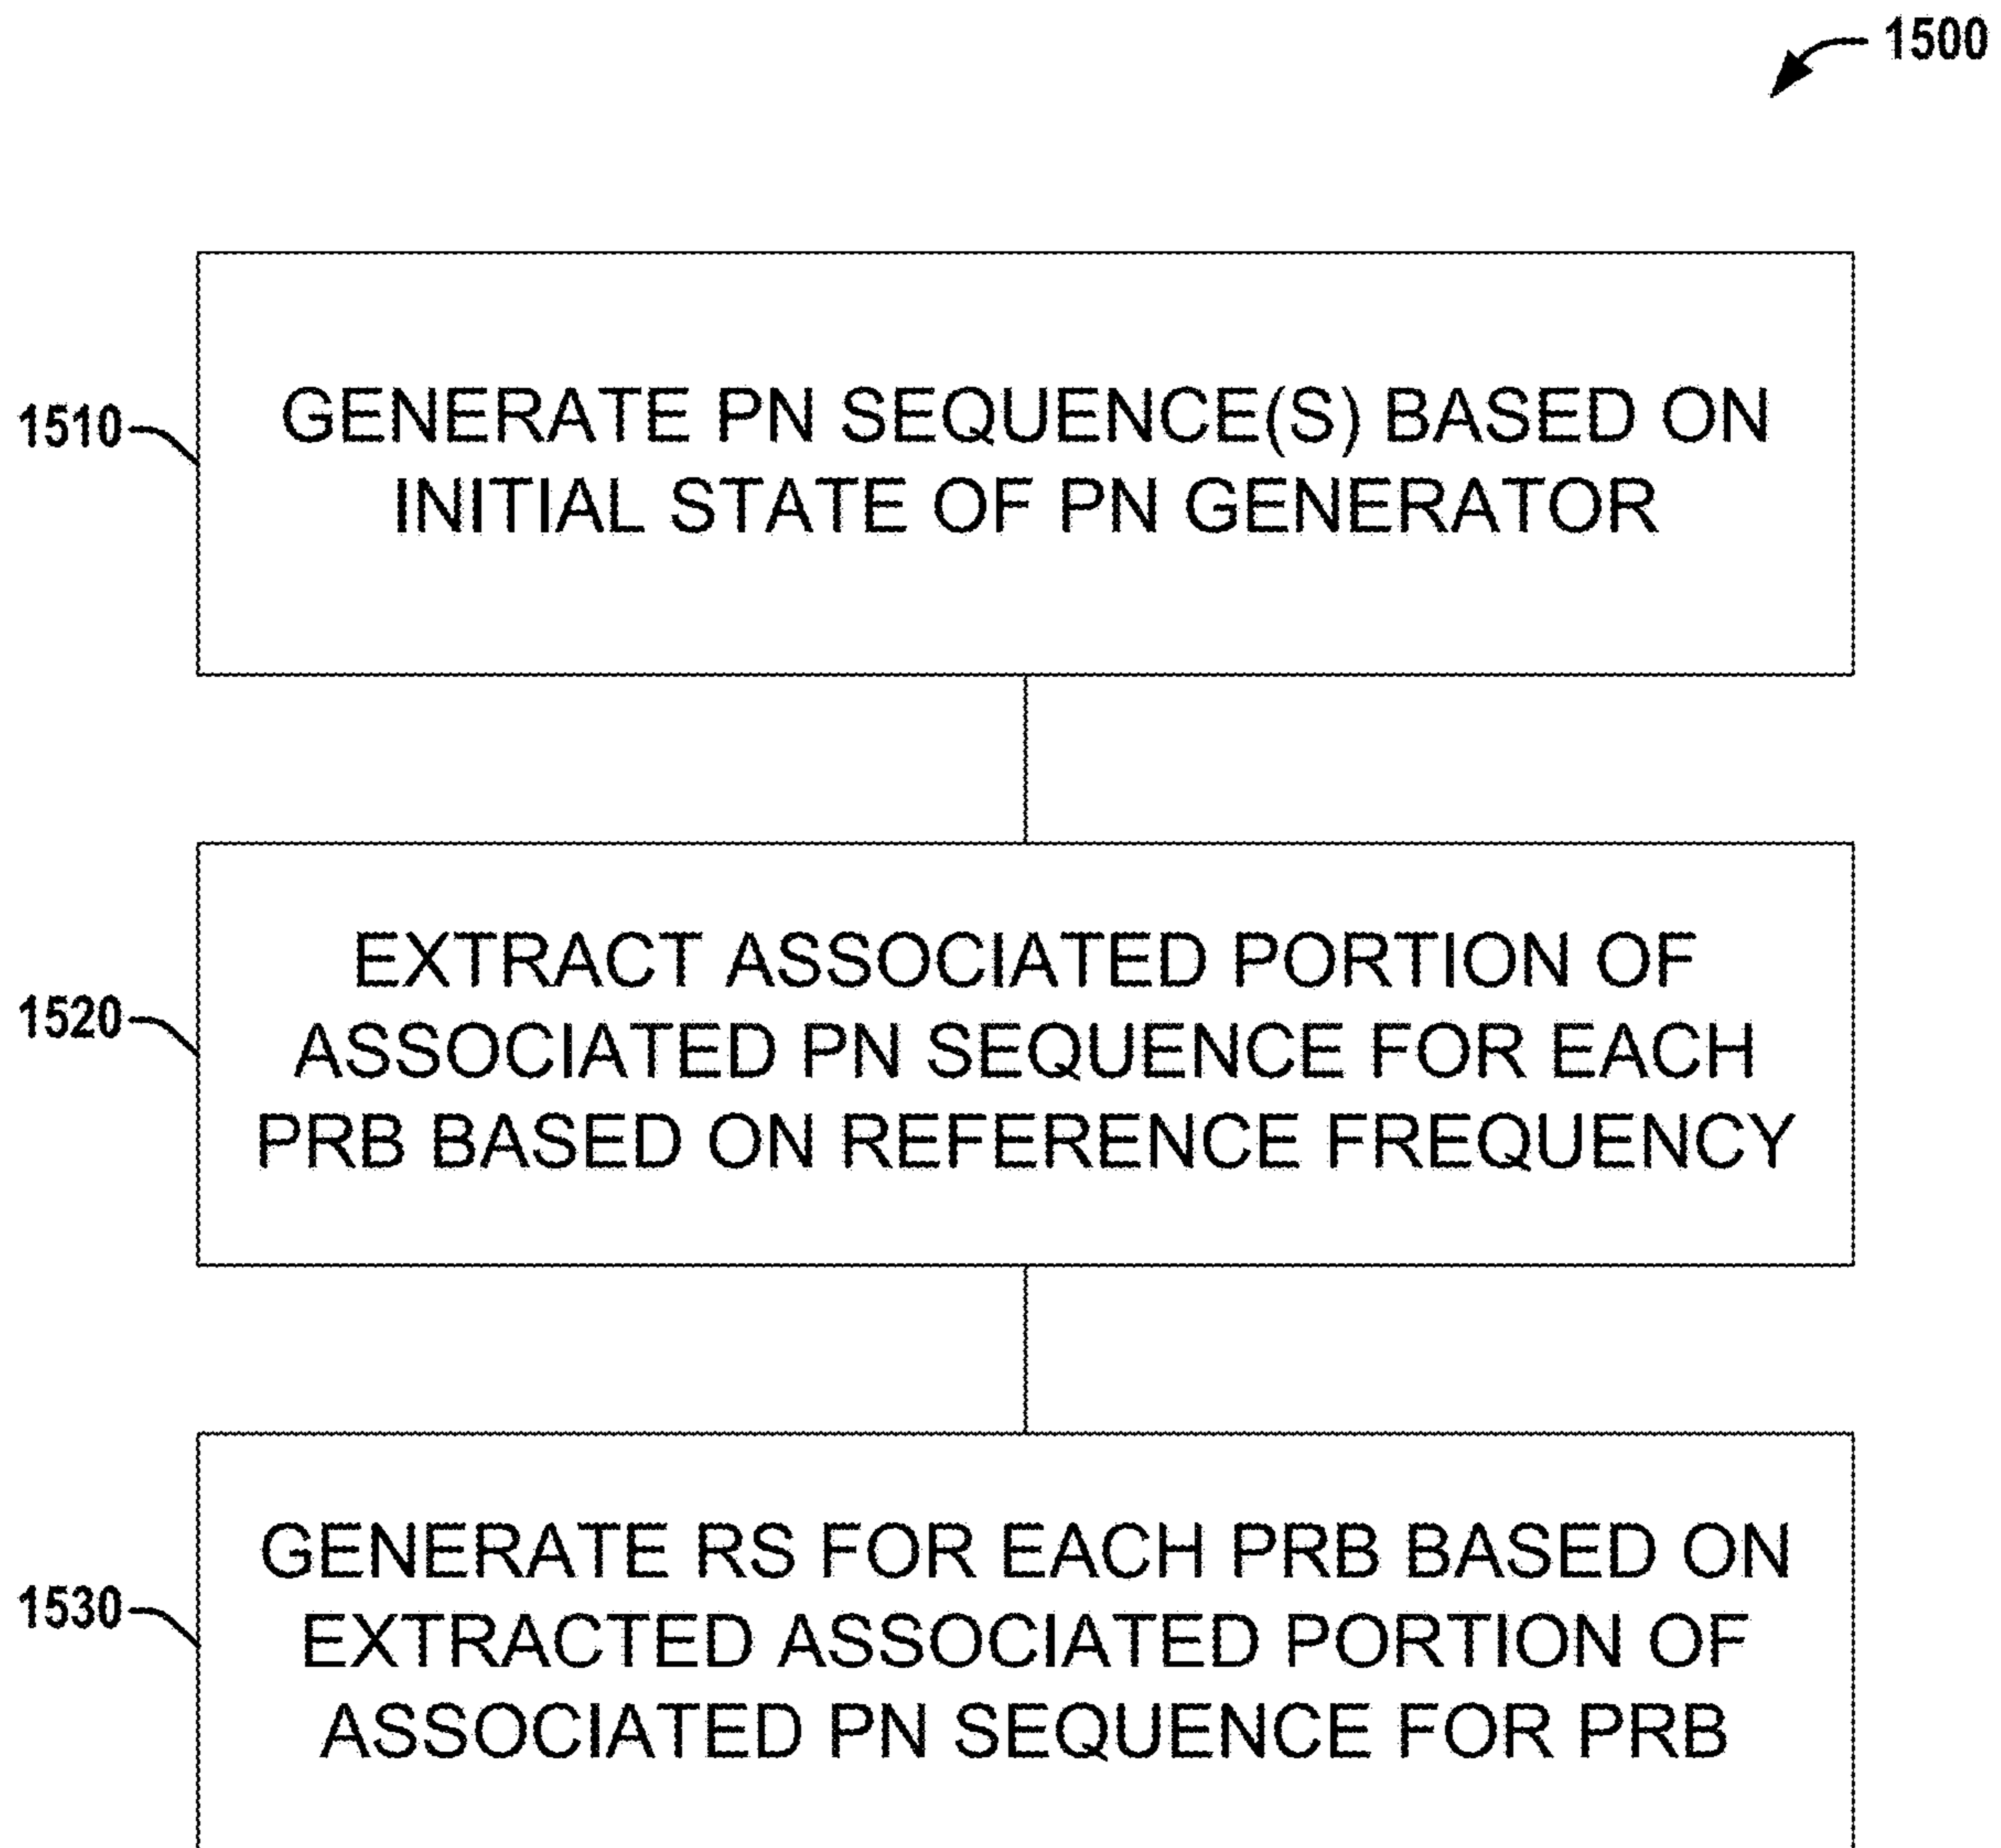 1500
1510
GENERATE PN SEQUENCE(S) BASED ON
INITIAL STATE OF PN GENERATOR
1520
EXTRACT ASSOCIATED PORTION OF
ASSOCIATED PN SEQUENCE FOR EACH
PRB BASED ON REFERENCE FREQUENCY
1530
GENERATE RS FOR EACH PRB BASED ON
EXTRACTED ASSOCIATED PORTION OF
ASSOCIATED PN SEQUENCE FOR PRB